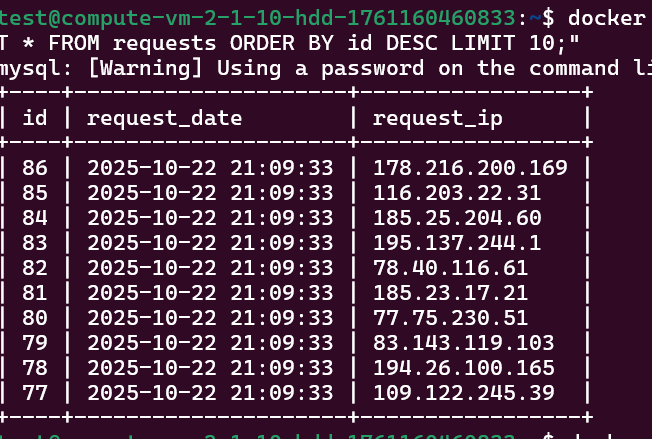 test@compute-vm-2-1-10-hdd-1761160460833:~$ docker
T * FROM requests ORDER BY id DESC LIMIT 10;"
mysql: [Warning] Using a password on the command li
+----+---------------------+-----------------+
| id | request_date | request_ip |
+----+---------------------+-----------------+
| 86 | 2025-10-22 21:09:33 | 178.216.200.169 |
| 85 | 2025-10-22 21:09:33 | 116.203.22.31 |
| 84 | 2025-10-22 21:09:33 | 185.25.204.60 |
| 83 | 2025-10-22 21:09:33 | 195.137.244.1 |
| 82 | 2025-10-22 21:09:33 | 78.40.116.61 |
| 81 | 2025-10-22 21:09:33 | 185.23.17.21 |
| 80 | 2025-10-22 21:09:33 | 77.75.230.51 |
| 79 | 2025-10-22 21:09:33 | 83.143.119.103 |
| 78 | 2025-10-22 21:09:33 | 194.26.100.165 |
| 77 | 2025-10-22 21:09:33 | 109.122.245.39 |
+----+---------------------+-----------------+